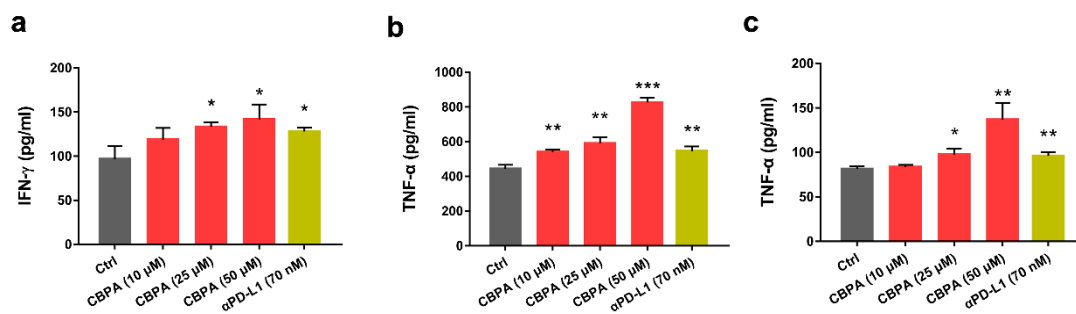 a
IFN-γ (pg/ml)
200
150
100
50
0
*
*
*
Ctrl
CBPA (10 μM)
CBPA (25 μM)
CBPA (50 μM)
αPD-L1 (70 nM)
b
TNF-α (pg/ml)
1000
800
600
400
200
0
**
**
***
**
Ctrl
CBPA (10 μM)
CBPA (25 μM)
CBPA (50 μM)
αPD-L1 (70 nM)
c
TNF-α (pg/ml)
200
150
100
50
0
*
**
**
Ctrl
CBPA (10 μM)
CBPA (25 μM)
CBPA (50 μM)
αPD-L1 (70 nM)